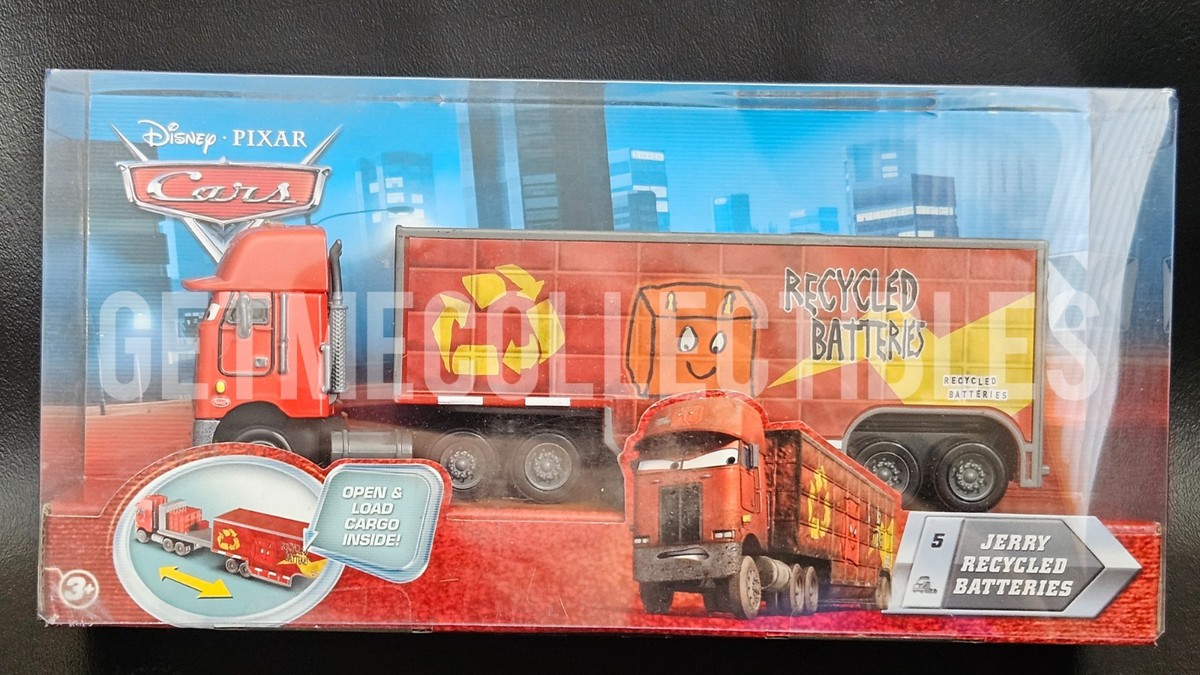 Disney · PIXAR
Cars
GETMECOLLECTIBLES
RECYCLED
BATTERIES
RECYCLED
BATTERIES
OPEN &
LOAD
CARGO
INSIDE!
3+
5
JERRY
RECYCLED
BATTERIES